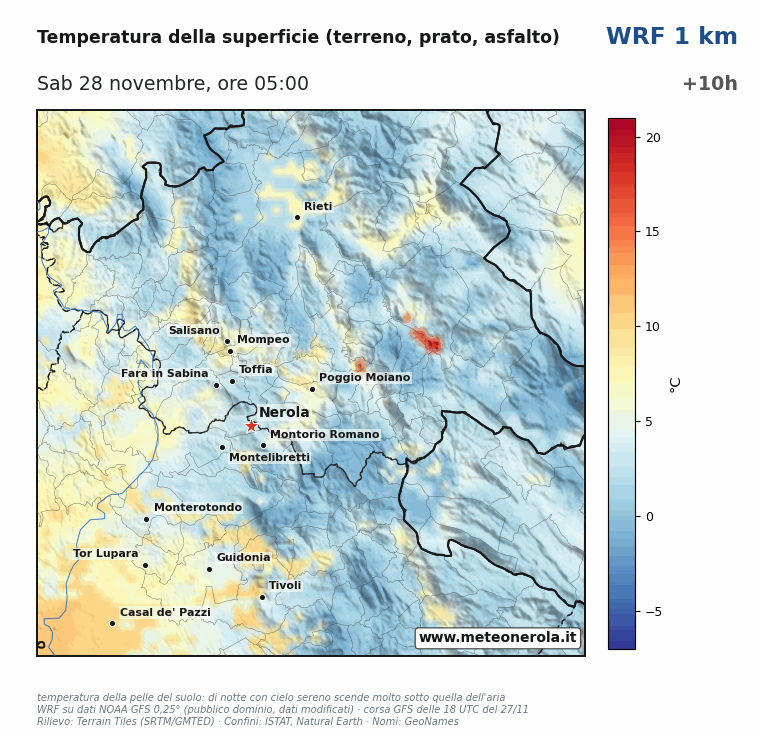 Temperatura della superficie (terreno, prato, asfalto)
WRF 1 km
Sab 28 novembre, ore 05:00
+10h
Rieti
Salisano
Mompeo
Fara in Sabina
Toffia
Poggio Moiano
Nerola
Montorio Romano
Montelibretti
Monterotondo
Tor Lupara
Guidonia
Tivoli
Casal de' Pazzi
www.meteonerola.it
20
15
10
5
0
−5
°C
temperatura della pelle del suolo: di notte con cielo sereno scende molto sotto quella dell'aria
WRF su dati NOAA GFS 0,25° (pubblico dominio, dati modificati) · corsa GFS delle 18 UTC del 27/11
Rilievo: Terrain Tiles (SRTM/GMTED) · Confini: ISTAT, Natural Earth · Nomi: GeoNames